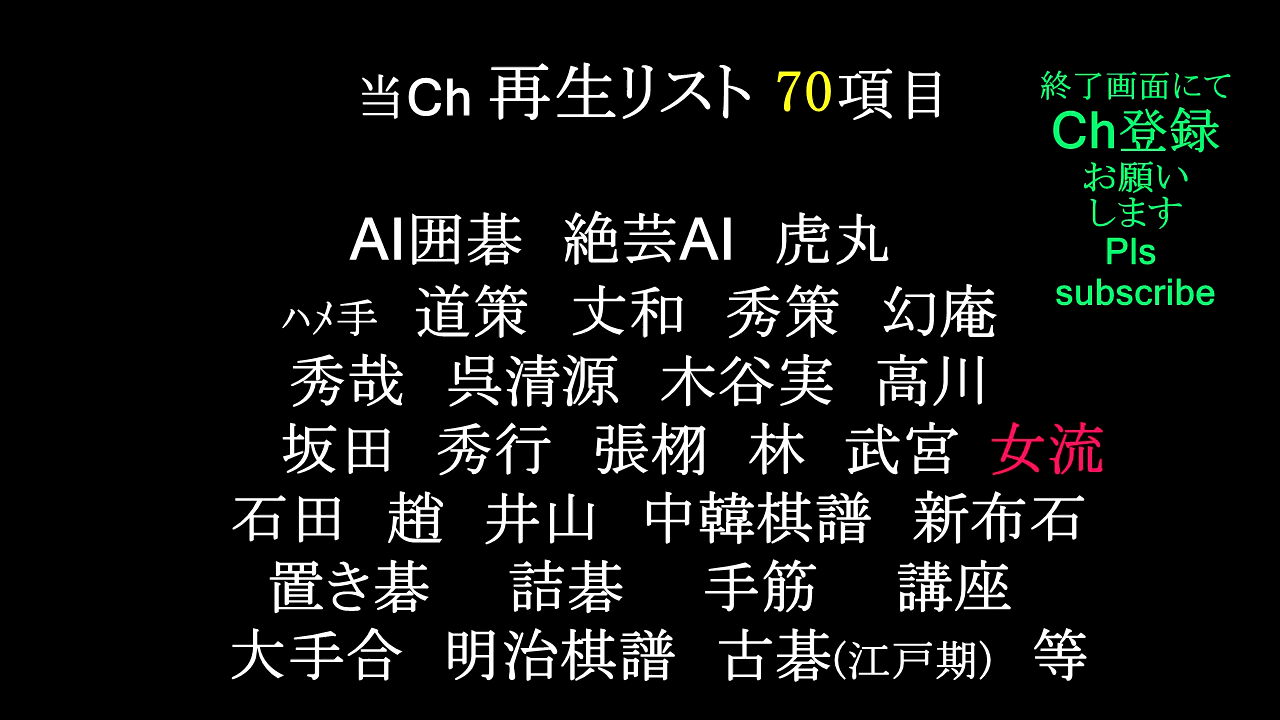 当Ch 再生リスト 70項目
終了画面にて
Ch登録
お願い
します
Pls
subscribe
AI囲碁 絶芸AI 虎丸
ハメ手 道策 丈和 秀策 幻庵
秀哉 呉清源 木谷実 高川
坂田 秀行 張栩 林 武宮 女流
石田 趙 井山 中韓棋譜 新布石
置き碁 詰碁 手筋 講座
大手合 明治棋譜 古碁(江戸期) 等